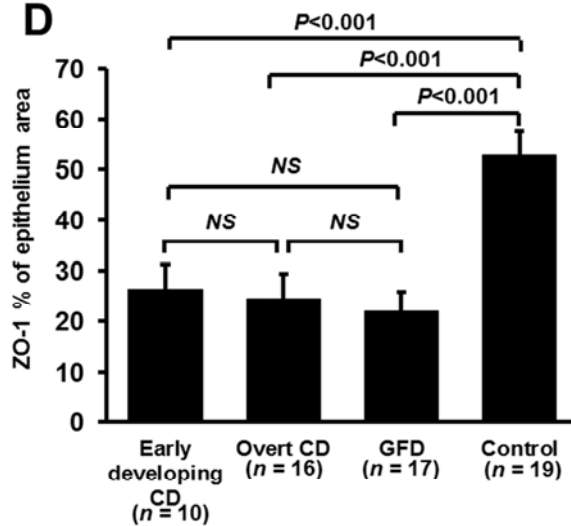 D
P<0.001
P<0.001
P<0.001
NS
NS
NS
ZO-1 % of epithelium area
70
60
50
40
30
20
10
0
Early
developing
CD
(n = 10)
Overt CD
(n = 16)
GFD
(n = 17)
Control
(n = 19)